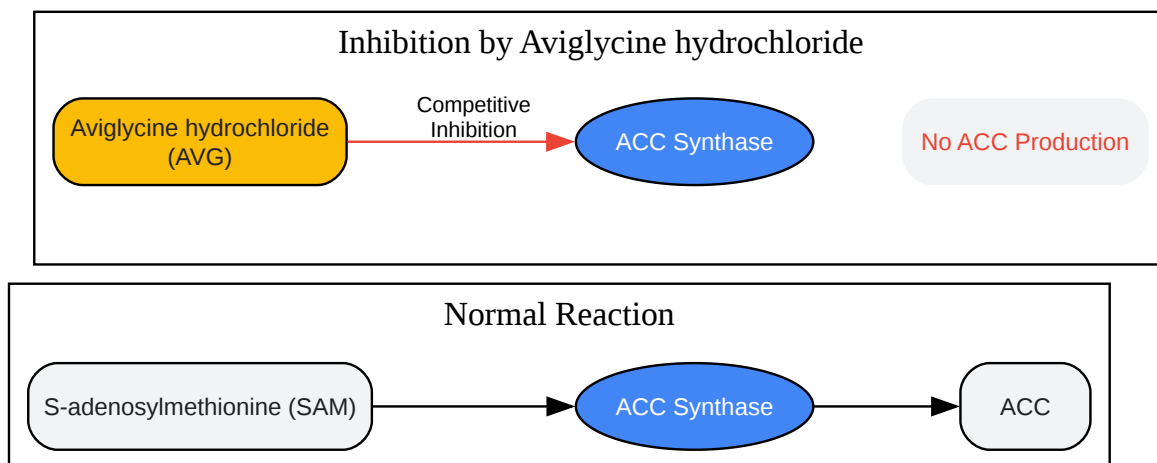 Inhibition by Aviglycine hydrochloride
Aviglycine hydrochloride
(AVG)
Competitive
Inhibition
ACC Synthase
No ACC Production
Normal Reaction
S-adenosylmethionine (SAM)
ACC Synthase
ACC